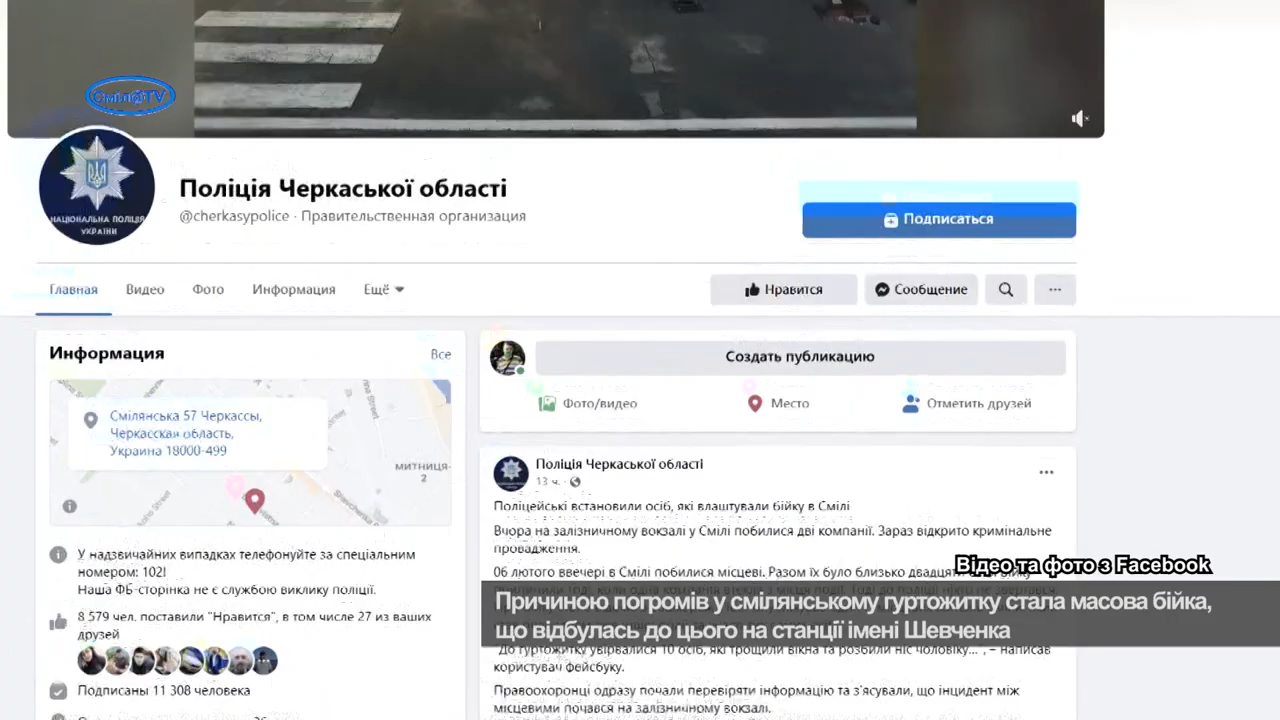 Сміл@TV
НАЦІОНАЛЬНА ПОЛІЦІЯ
УКРАЇНИ
Поліція Черкаської області
@cherkasypolice · Правительственная организация
Подписаться
Главная
Видео
Фото
Информация
Ещё
Нравится
Сообщение
Информация
Все
Создать публикацию
Смілянська 57 Черкассы,
Черкасская область,
Украина 18000-499
МИТНИЦЯ-
2
Фото/видео
Место
Отметить друзей
Поліція Черкаської області
13 ч. ·
Поліцейські встановили осіб, які влаштували бійку в Смілі
Вчора на залізничному вокзалі у Смілі побилися дві компанії. Зараз відкрито кримінальне
провадження.
У надзвичайних випадках телефонуйте за спеціальним
номером: 102!
Наша ФБ-сторінка не є службою виклику поліції.
8 579 чел. поставили "Нравится", в том числе 27 из ваших
друзей
Подписаны 11 308 человека
Відео та фото з Facebook
06 лютого ввечері в Смілі побилися місцеві. Разом їх було близько
Причиною погромів у смілянському гуртожитку стала масова бійка,
що відбулась до цього на станції імені Шевченка
"До гуртожитку увірвалися 10 осіб, які трощили вікна та розбили ніс чоловіку...", – написав
користувач фейсбуку.
Правоохоронці одразу почали перевіряти інформацію та з'ясували, що інцидент між
місцевими почався на залізничному вокзалі.